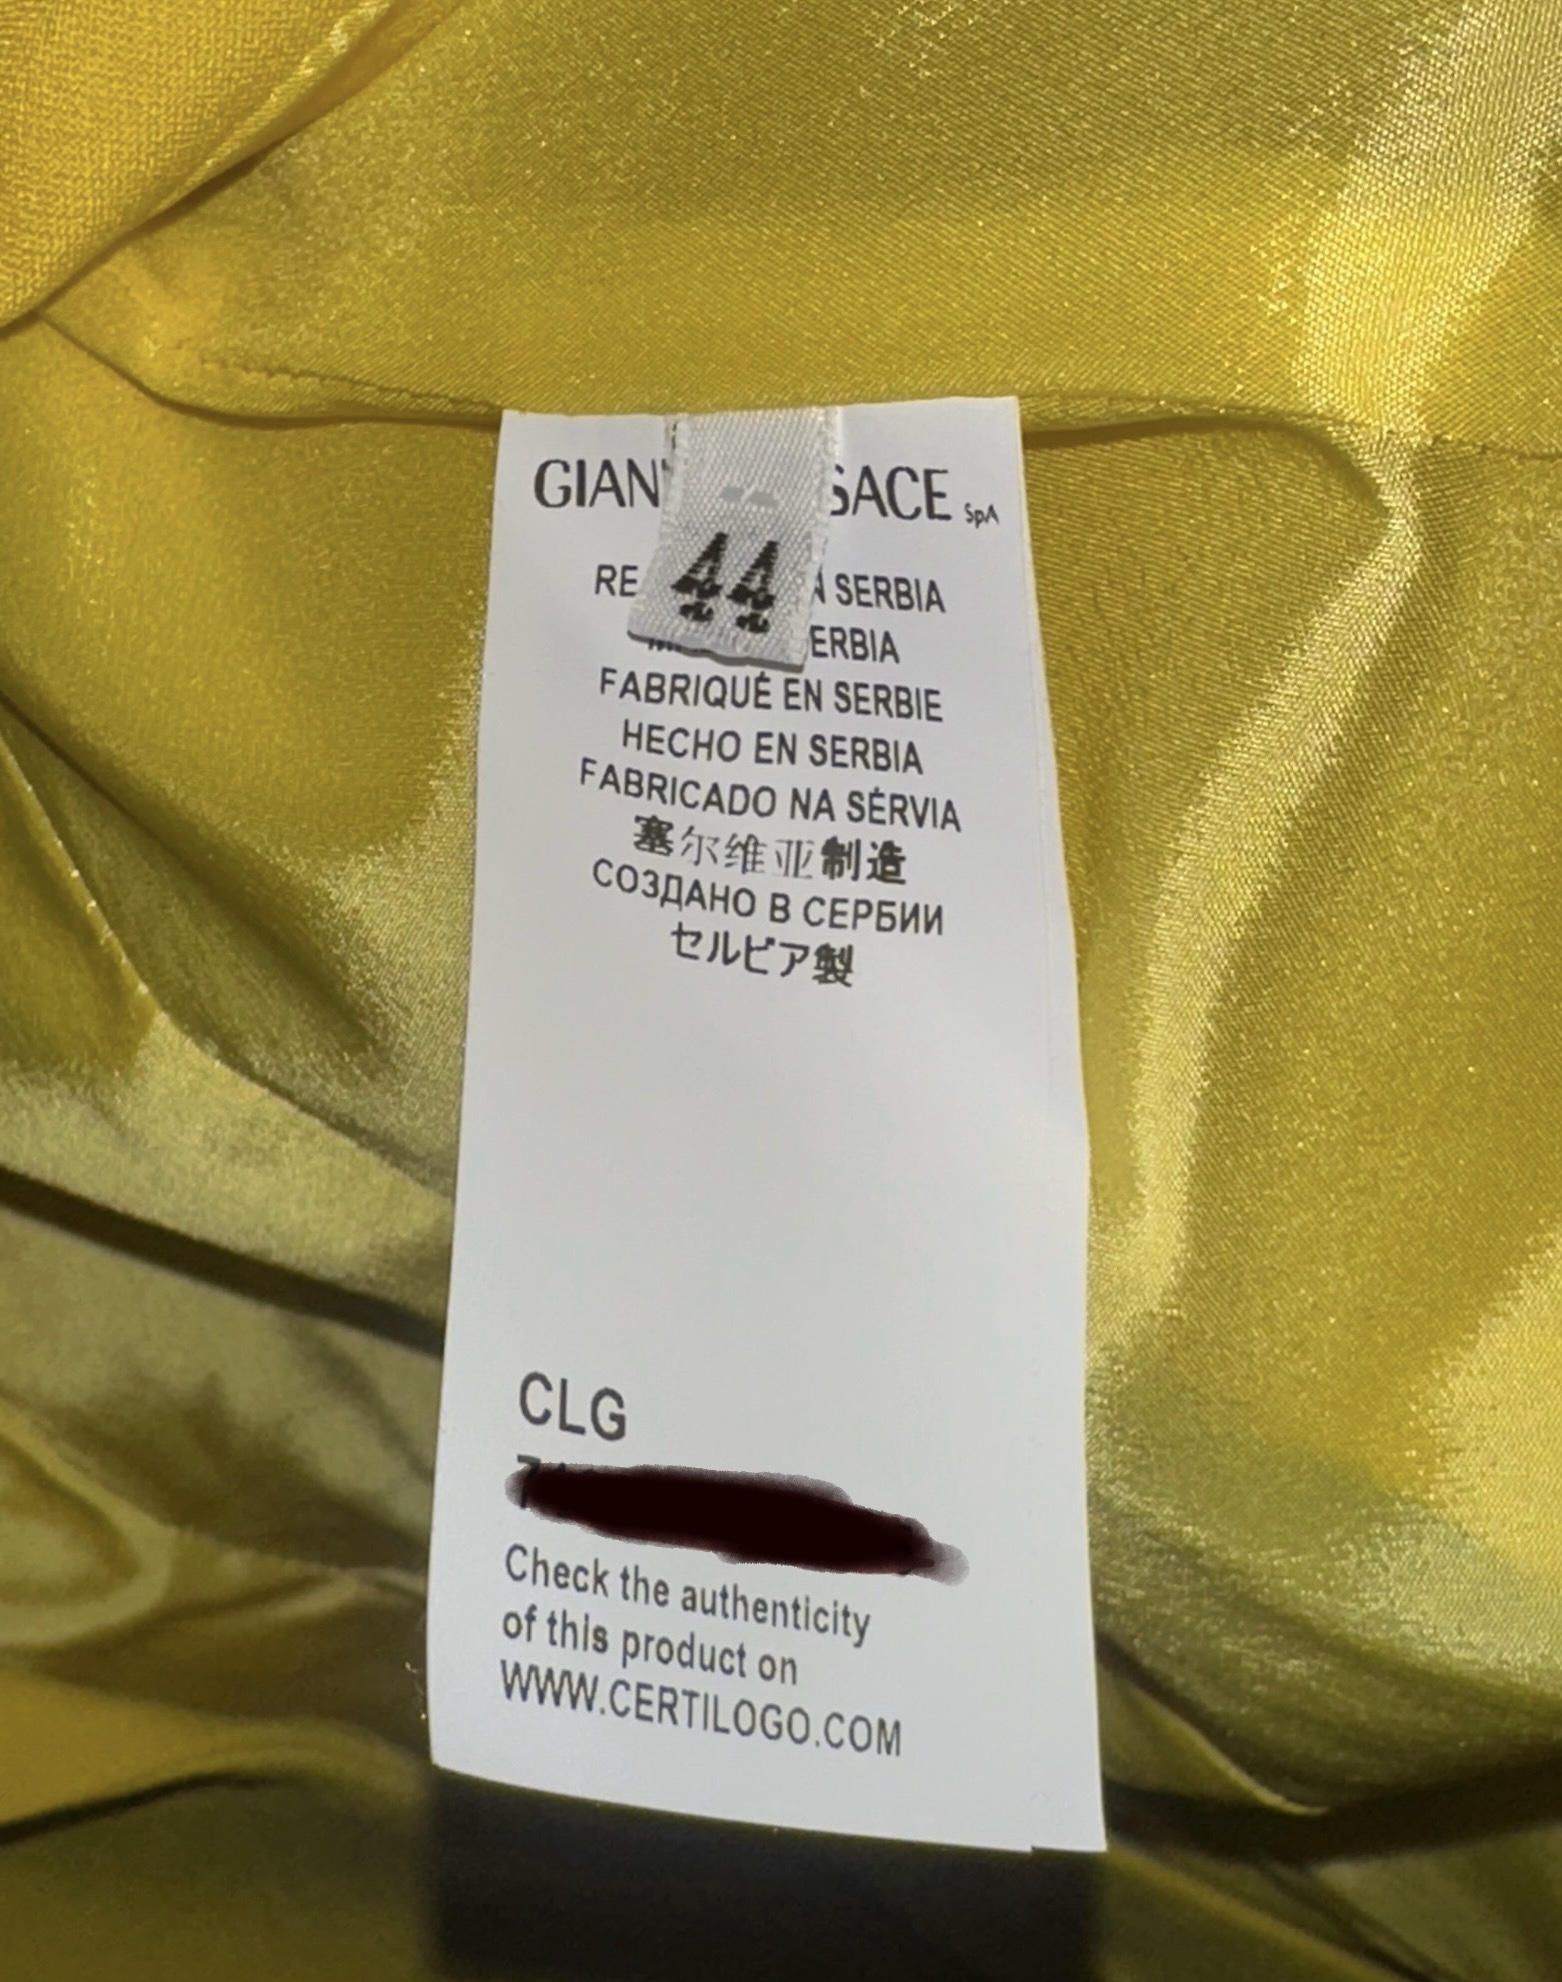 GIAN SACE SpA
44
RE N SERBIA
ERBIA
FABRIQUÉ EN SERBIE
HECHO EN SERBIA
FABRICADO NA SÉRVIA
塞尔维亚制造
СОЗДАНО В СЕРБИИ
セルビア製
CLG
Check the authenticity
of this product on
WWW.CERTILOGO.COM